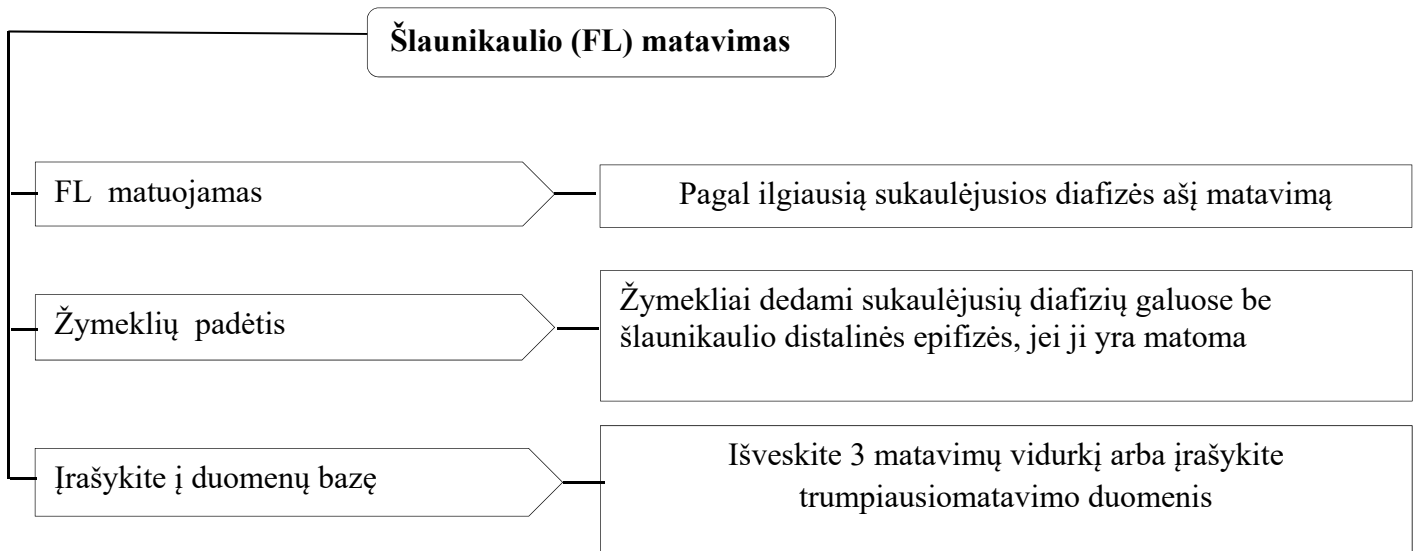 Šlaunikaulio (FL) matavimas
FL matuojamas
Pagal ilgiausią sukaulėjusios diafizės ašį matavimą
Žymeklių padėtis
Žymekliai dedami sukaulėjusių diafizių galuose be
šlaunikaulio distalinės epifizės, jei ji yra matoma
Įrašykite į duomenų bazę
Išveskite 3 matavimų vidurkį arba įrašykite
trumpiausiomatavimo duomenis